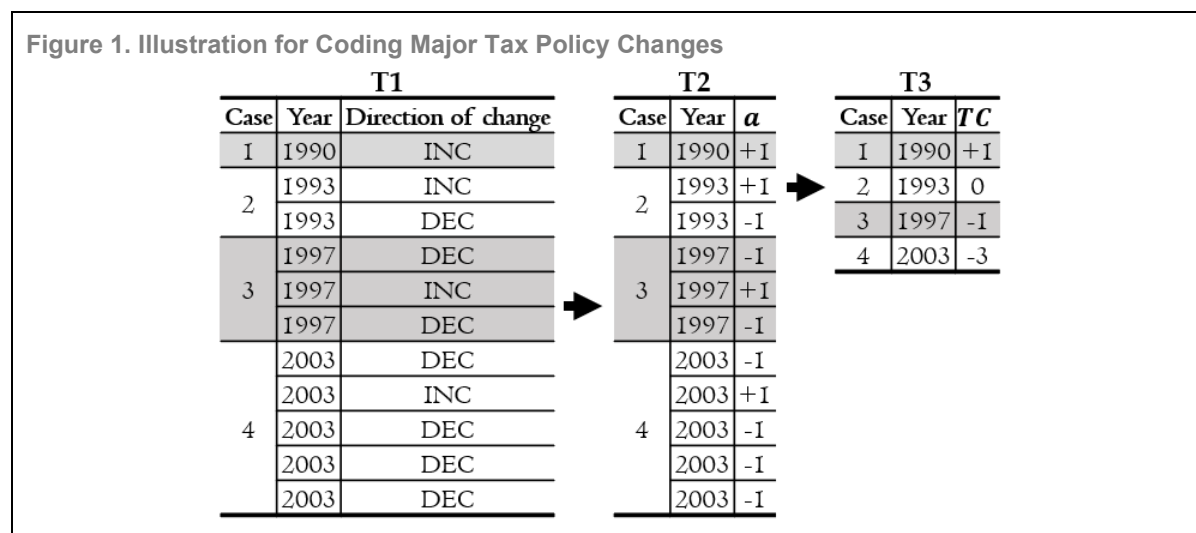 Figure 1. Illustration for Coding Major Tax Policy Changes
T1 T2 T3
Case Year Direction of change Case Year a Case Year TC
1 1990 INC 1 1990 +1 1 1990 +1
2 1993 INC 2 1993 +1 2 1993 0
1993 DEC 1993 -1 3 1997 -1
3 1997 DEC 3 1997 -1 4 2003 -3
1997 INC 1997 +1
1997 DEC 1997 -1
4 2003 DEC 4 2003 -1
2003 INC 2003 +1
2003 DEC 2003 -1
2003 DEC 2003 -1
2003 DEC 2003 -1